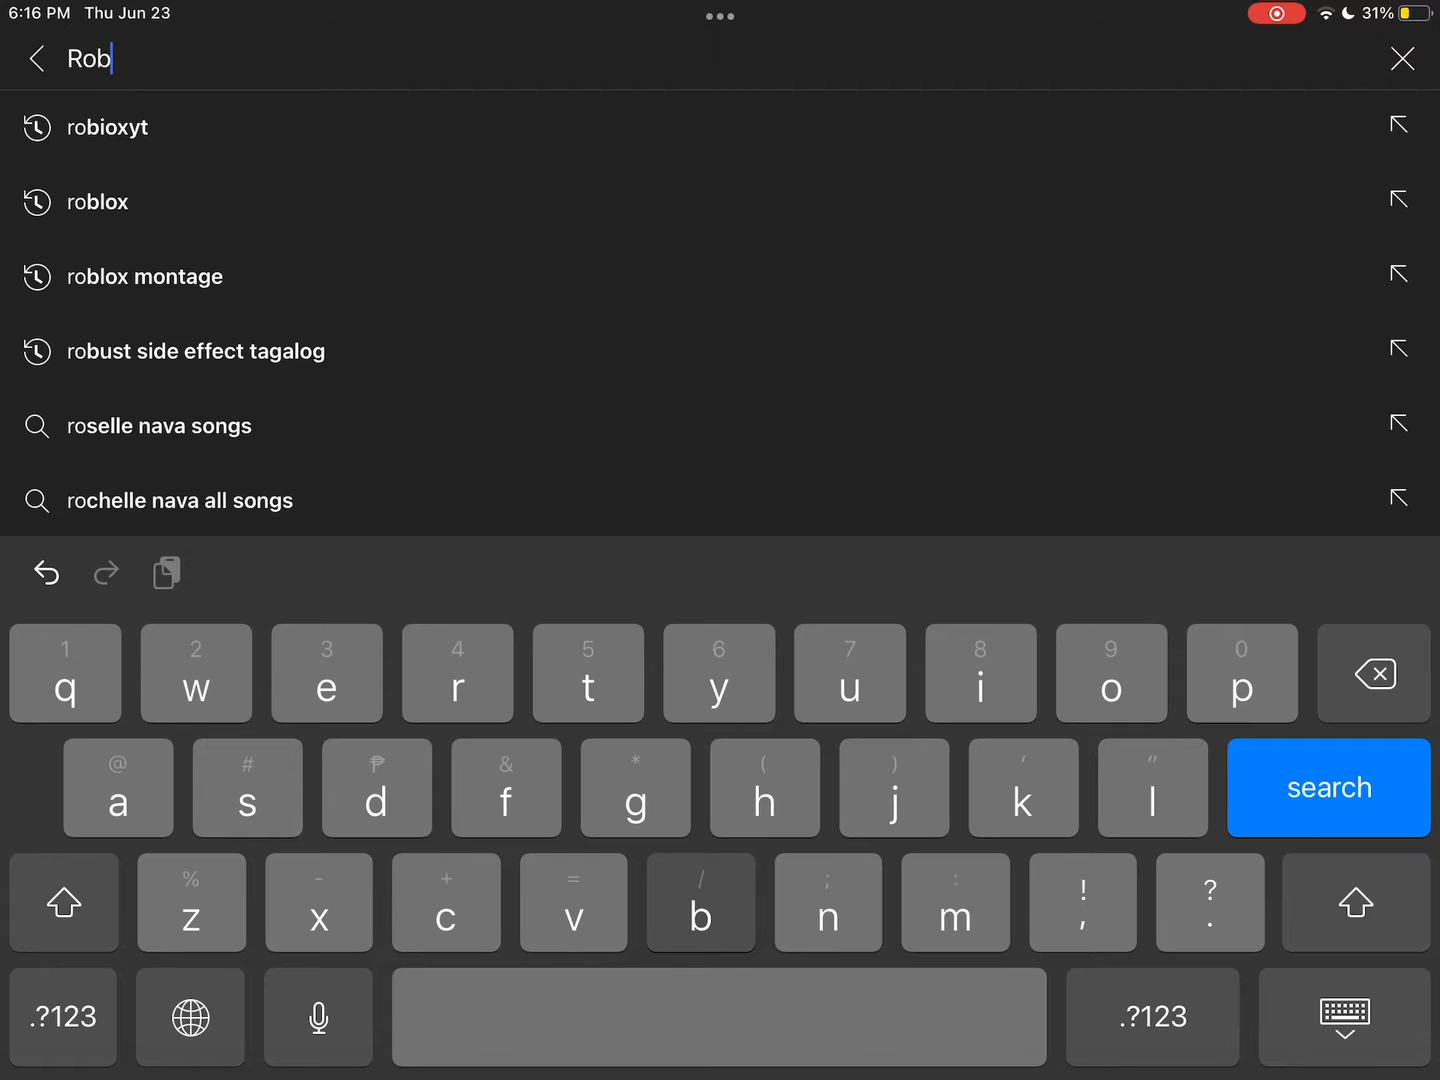 6:16 PM Thu Jun 23
31%
Rob
robioxyt
roblox
roblox montage
robust side effect tagalog
roselle nava songs
rochelle nava all songs
1 2 3 4 5 6 7 8 9 0
q w e r t y u i o p
@ # ₱ & * ( ) ' "
a s d f g h j k l search
% - + = / ; : ! ?
z x c v b n m , .
.?123 .?123